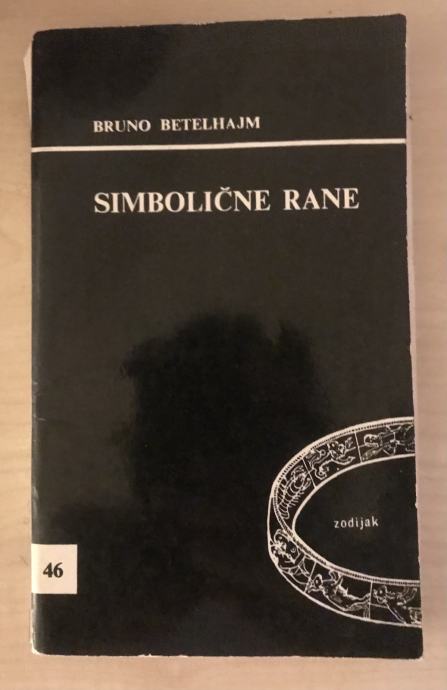 BRUNO BETELHAJM
SIMBOLIČNE RANE
zodijak
46